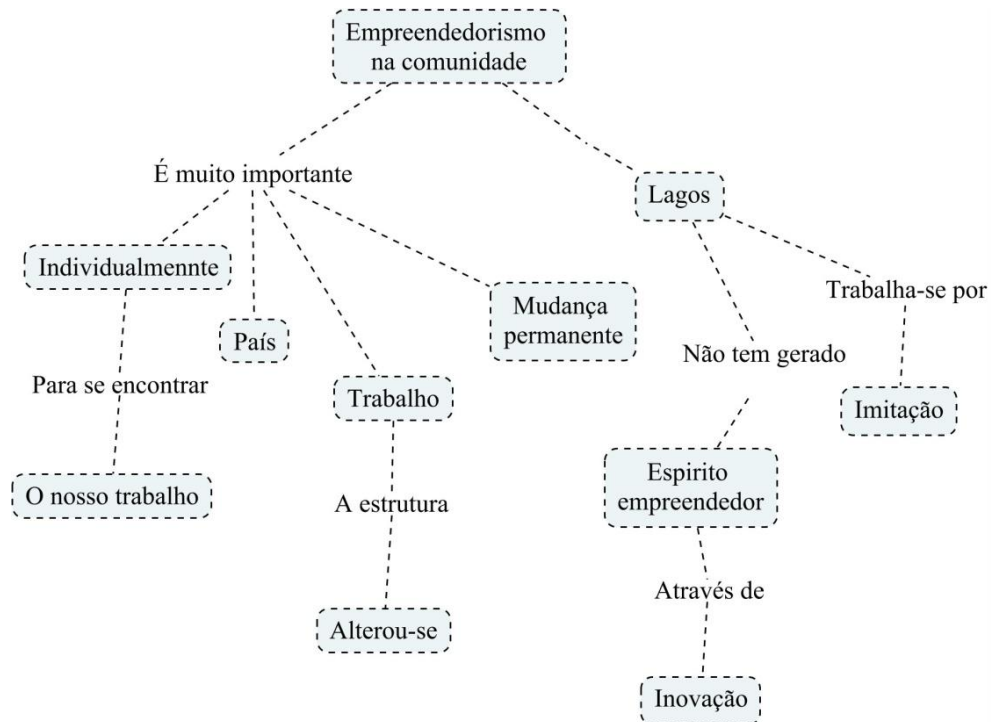 Empreendedorismo
na comunidade
É muito importante
Lagos
Individualmennte
Mudança
permanente
Trabalha-se por
País
Não tem gerado
Para se encontrar
Trabalho
Imitação
Espirito
empreendedor
O nosso trabalho
A estrutura
Através de
Alterou-se
Inovação